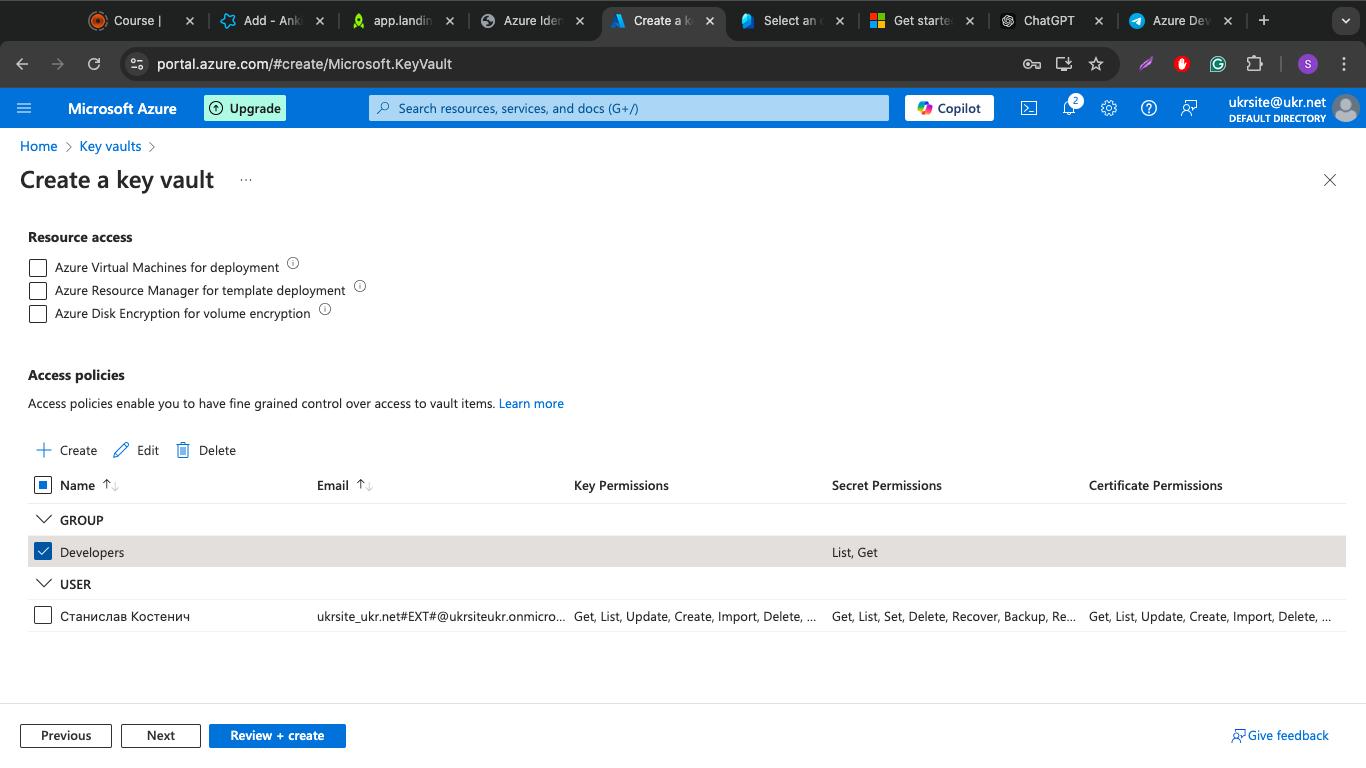 Course |
Add - Anki
app.landin
Azure Iden
Create a k
Select an
Get starte
ChatGPT
Azure Dev
portal.azure.com/#create/Microsoft.KeyVault
S
Microsoft Azure
Upgrade
Search resources, services, and docs (G+/)
Copilot
2
ukrsite@ukr.net
DEFAULT DIRECTORY
Home > Key vaults >
Create a key vault ...
Resource access
Azure Virtual Machines for deployment
Azure Resource Manager for template deployment
Azure Disk Encryption for volume encryption
Access policies
Access policies enable you to have fine grained control over access to vault items. Learn more
Create Edit Delete
Name Email Key Permissions Secret Permissions Certificate Permissions
GROUP
Developers List, Get
USER
Станислав Костенич ukrsite_ukr.net#EXT#@ukrsiteukr.onmicro... Get, List, Update, Create, Import, Delete, ... Get, List, Set, Delete, Recover, Backup, Re... Get, List, Update, Create, Import, Delete, ...
Previous Next Review + create Give feedback